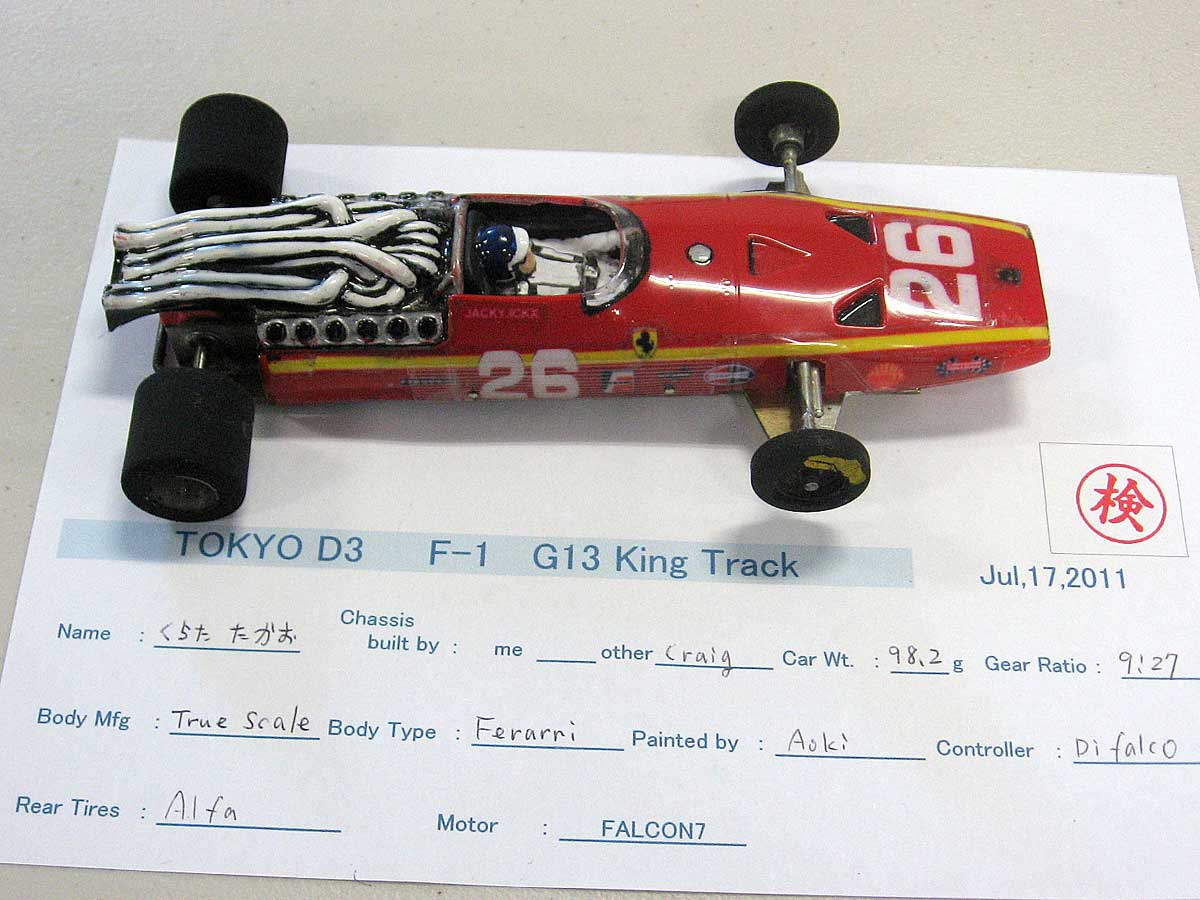 26
JACKY ICKX
26
検
TOKYO D3 F-1 G13 King Track
Jul,17,2011
Name : くらた たかお Chassis built by : me other Craig Car Wt. : 98.2 g Gear Ratio : 9:27
Body Mfg : True Scale Body Type : Ferarri Painted by : Aoki Controller : Difalco
Rear Tires : Alfa Motor : FALCON7